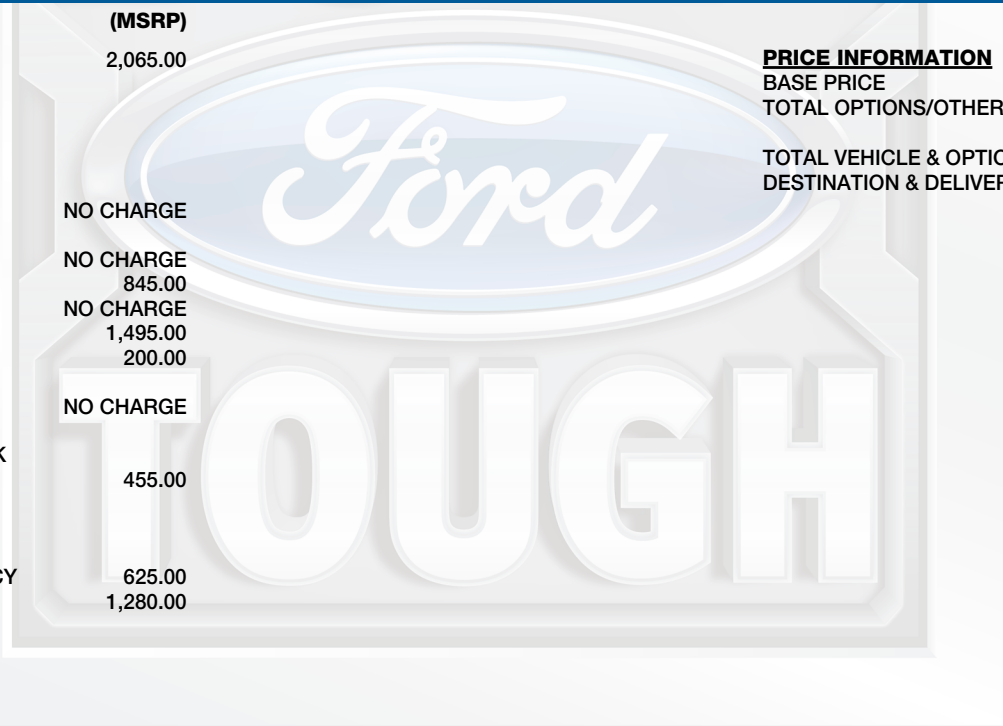 (MSRP)
2,065.00
NO CHARGE
NO CHARGE
845.00
NO CHARGE
1,495.00
200.00
NO CHARGE
K
455.00
CY
625.00
1,280.00
PRICE INFORMATION
BASE PRICE
TOTAL OPTIONS/OTHER
TOTAL VEHICLE & OPTIO
DESTINATION & DELIVER
Ford
TOUGH